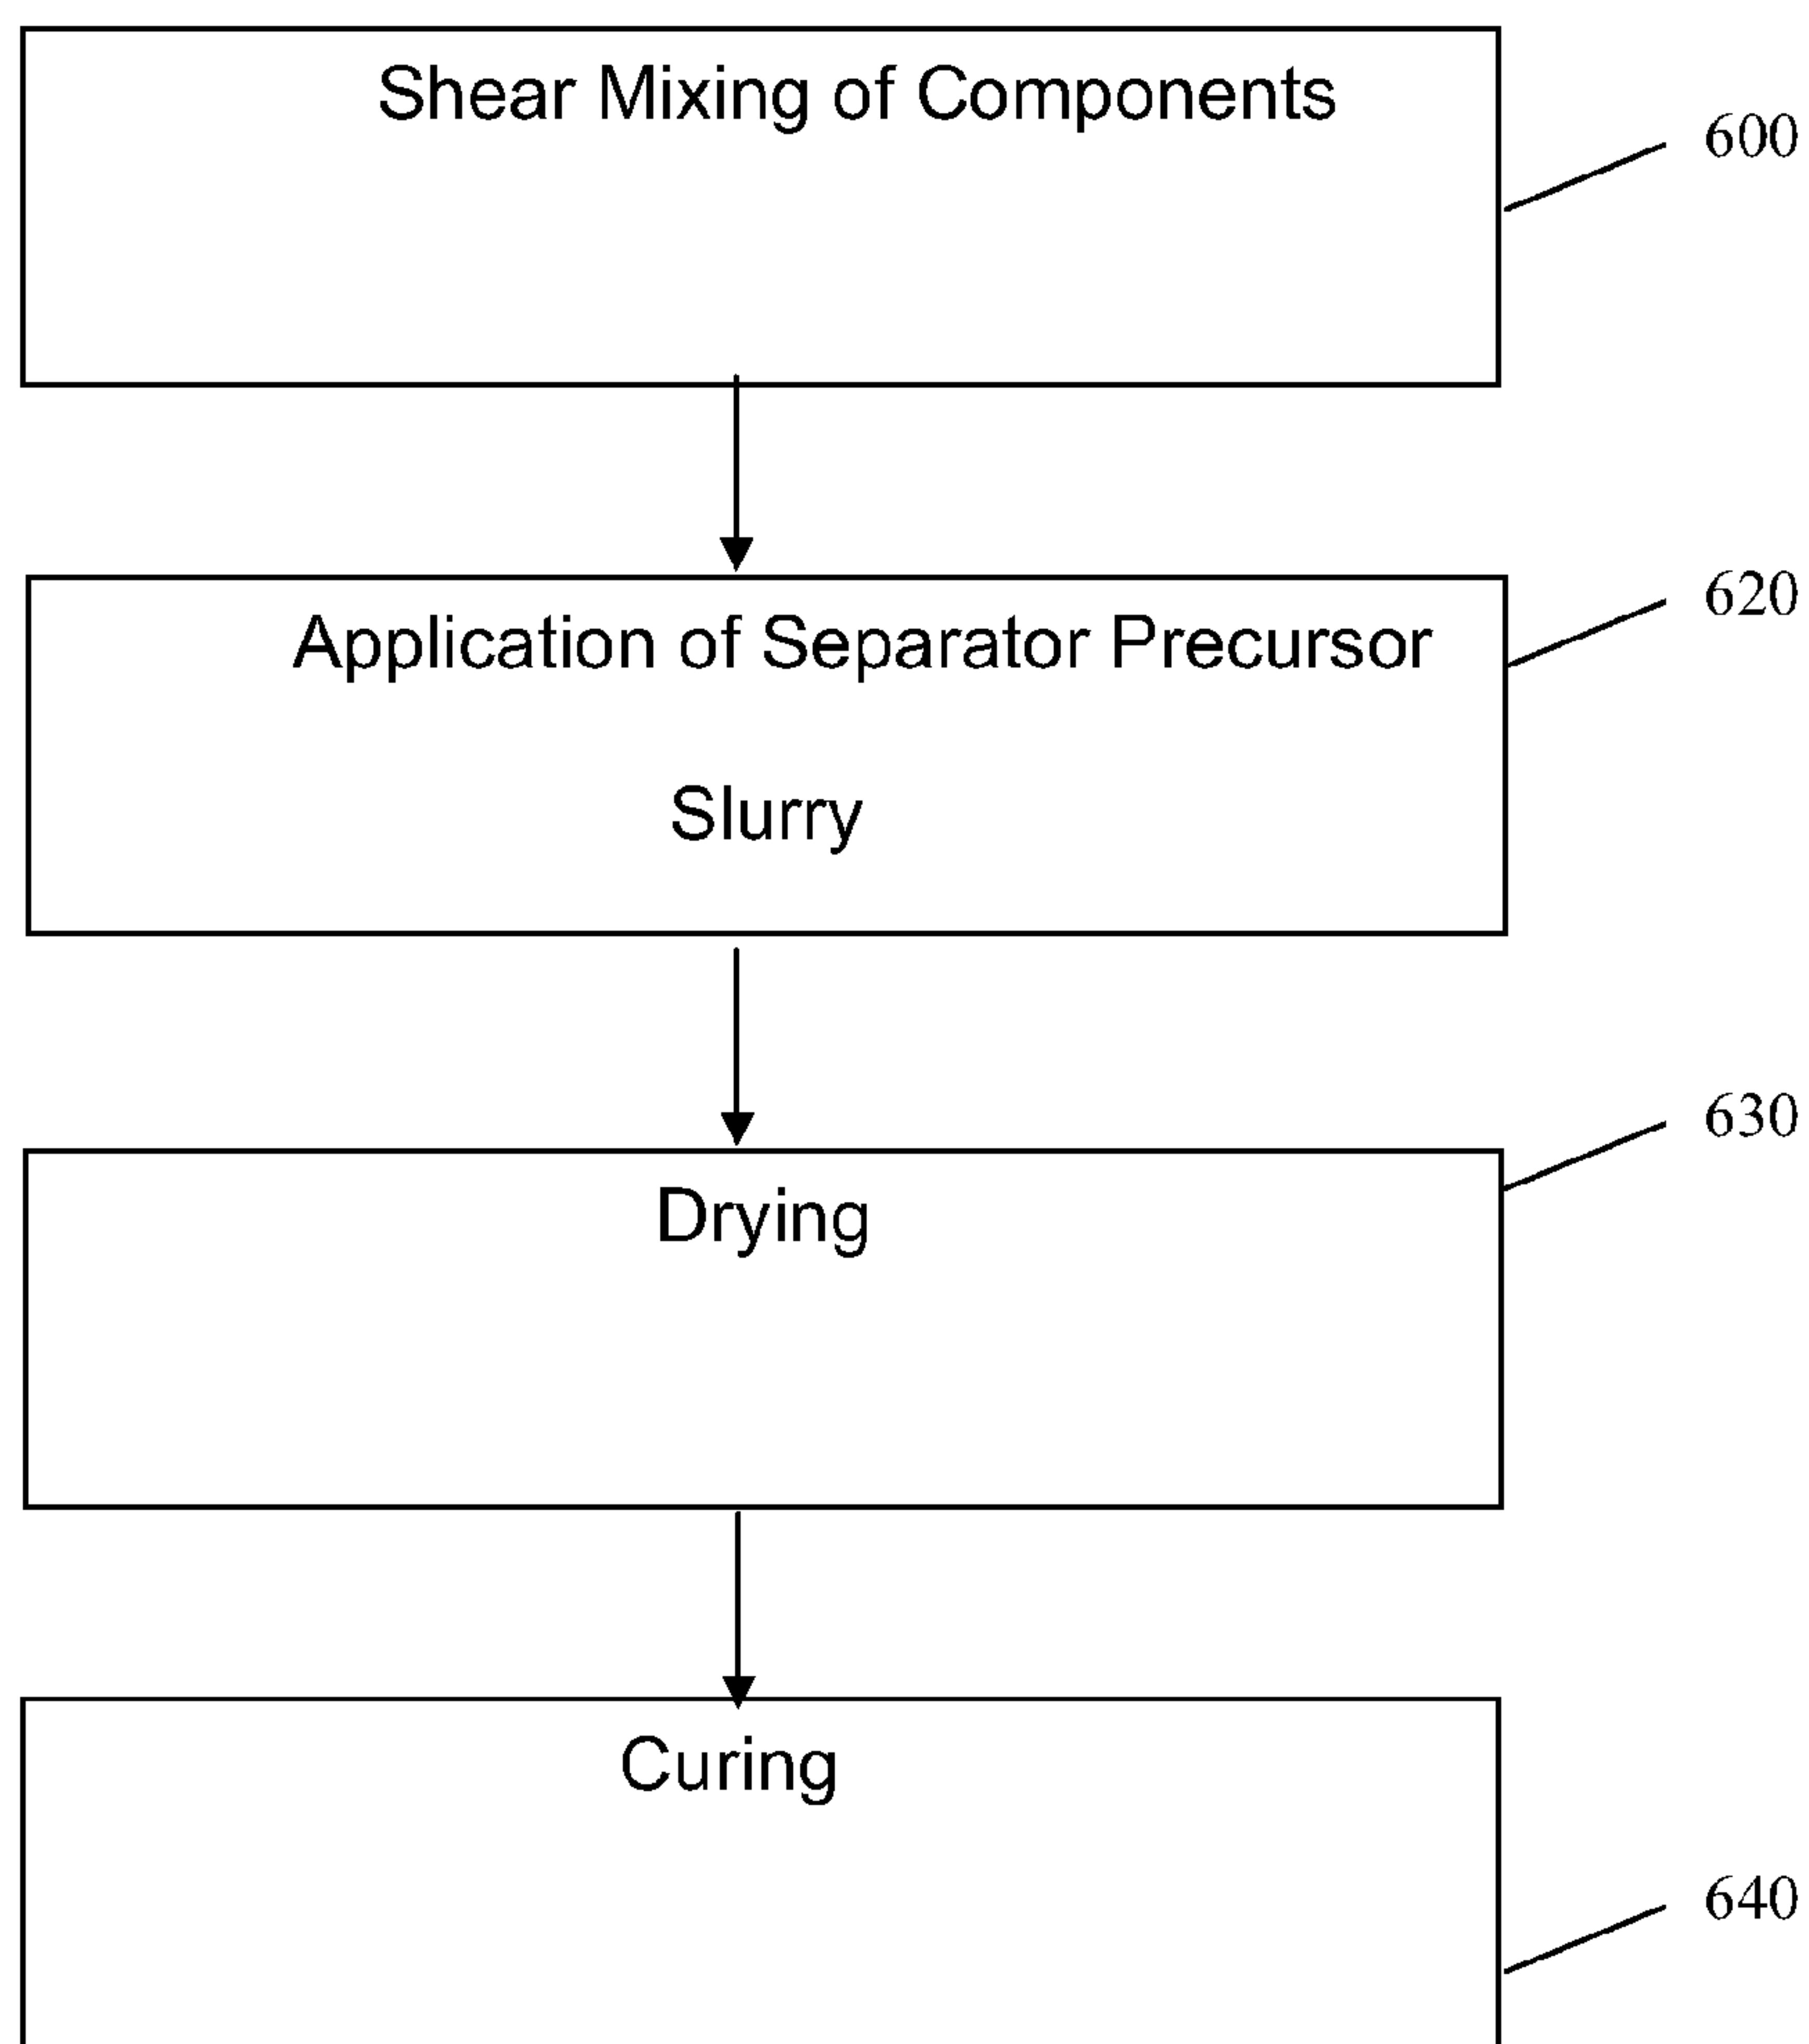 Shear Mixing of Components
600
Application of Separator Precursor
Slurry
620
Drying
630
Curing
640